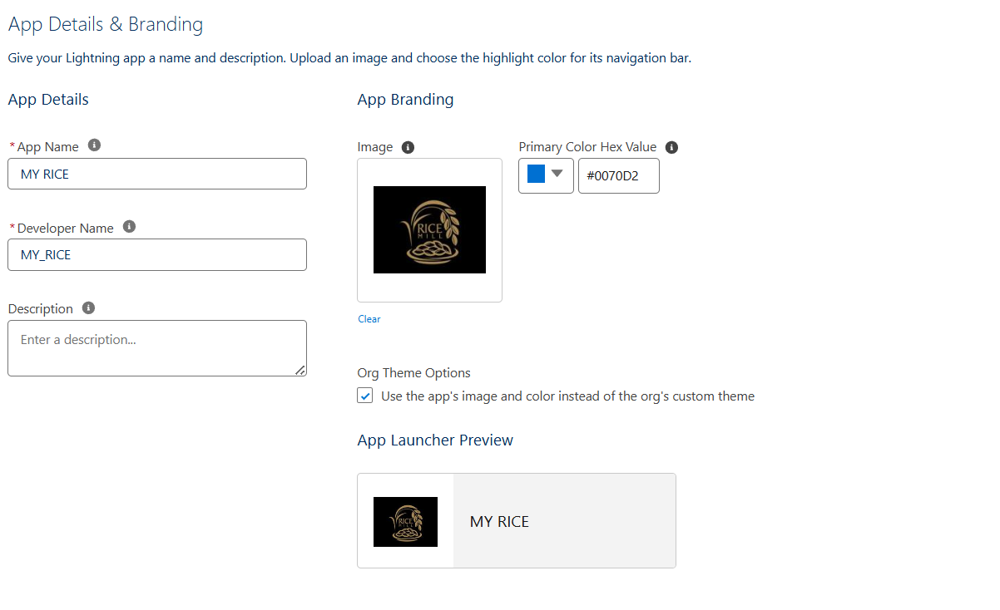 App Details & Branding
Give your Lightning app a name and description. Upload an image and choose the highlight color for its navigation bar.
App Details
*App Name
MY RICE
*Developer Name
MY_RICE
Description
Enter a description...
App Branding
Image
RICE
MILL
Clear
Primary Color Hex Value
#0070D2
Org Theme Options
Use the app's image and color instead of the org's custom theme
App Launcher Preview
RICE
MILL
MY RICE